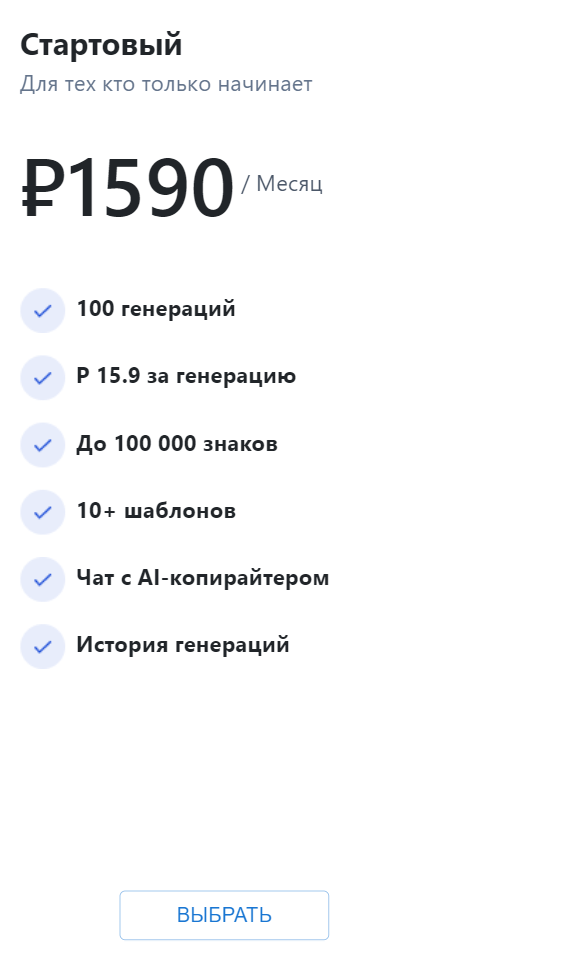 Стартовый
Для тех кто только начинает
₽1590 / Месяц
100 генераций
Р 15.9 за генерацию
До 100 000 знаков
10+ шаблонов
Чат с AI-копирайтером
История генераций
ВЫБРАТЬ